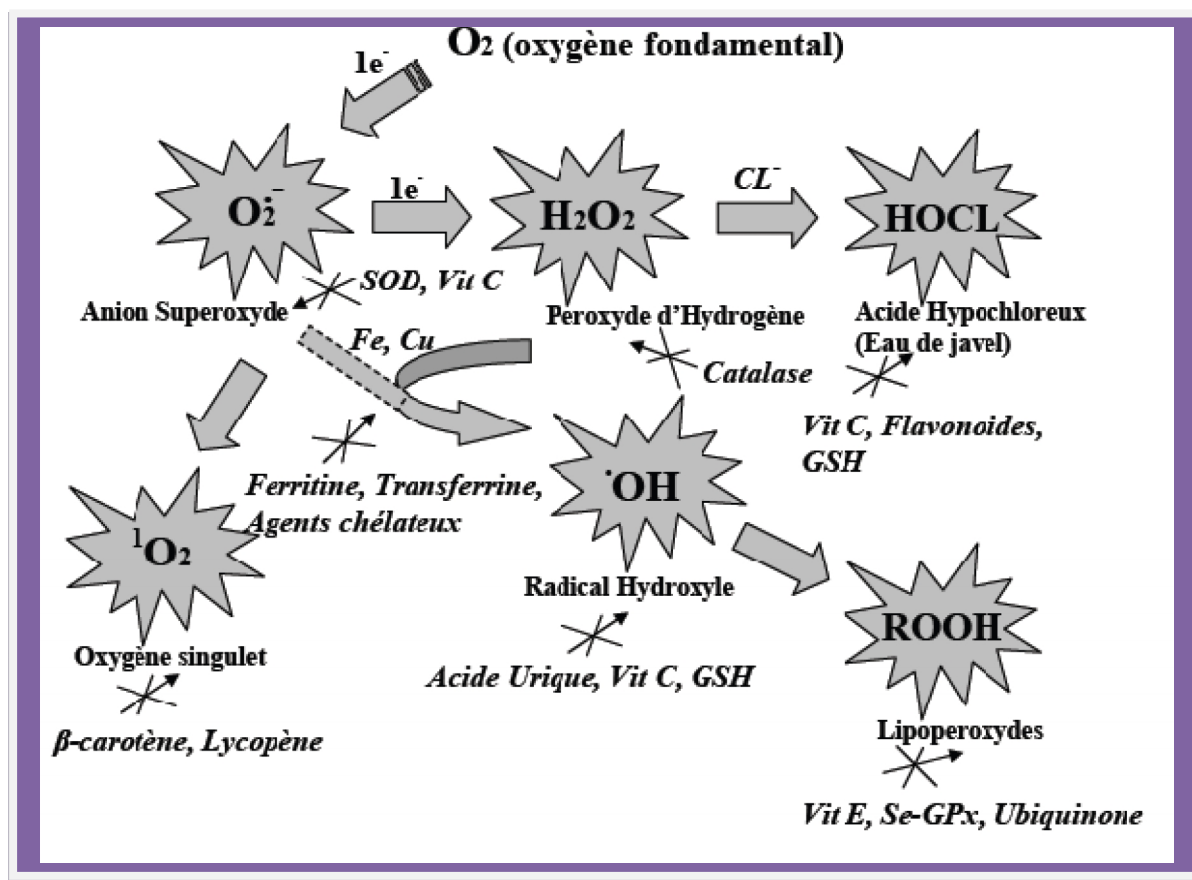 O₂ (oxygène fondamental)
1e⁻
O₂•⁻
1e⁻
H₂O₂
CL⁻
HOCL
SOD, Vit C
Anion Superoxyde
Peroxyde d'Hydrogène
Acide Hypochloreux
(Eau de javel)
Fe, Cu
Catalase
Vit C, Flavonoides,
GSH
Ferritine, Transferrine,
Agents chélateux
•OH
¹O₂
Radical Hydroxyle
ROOH
Oxygène singulet
Acide Urique, Vit C, GSH
β-carotène, Lycopène
Lipoperoxydes
Vit E, Se-GPx, Ubiquinone